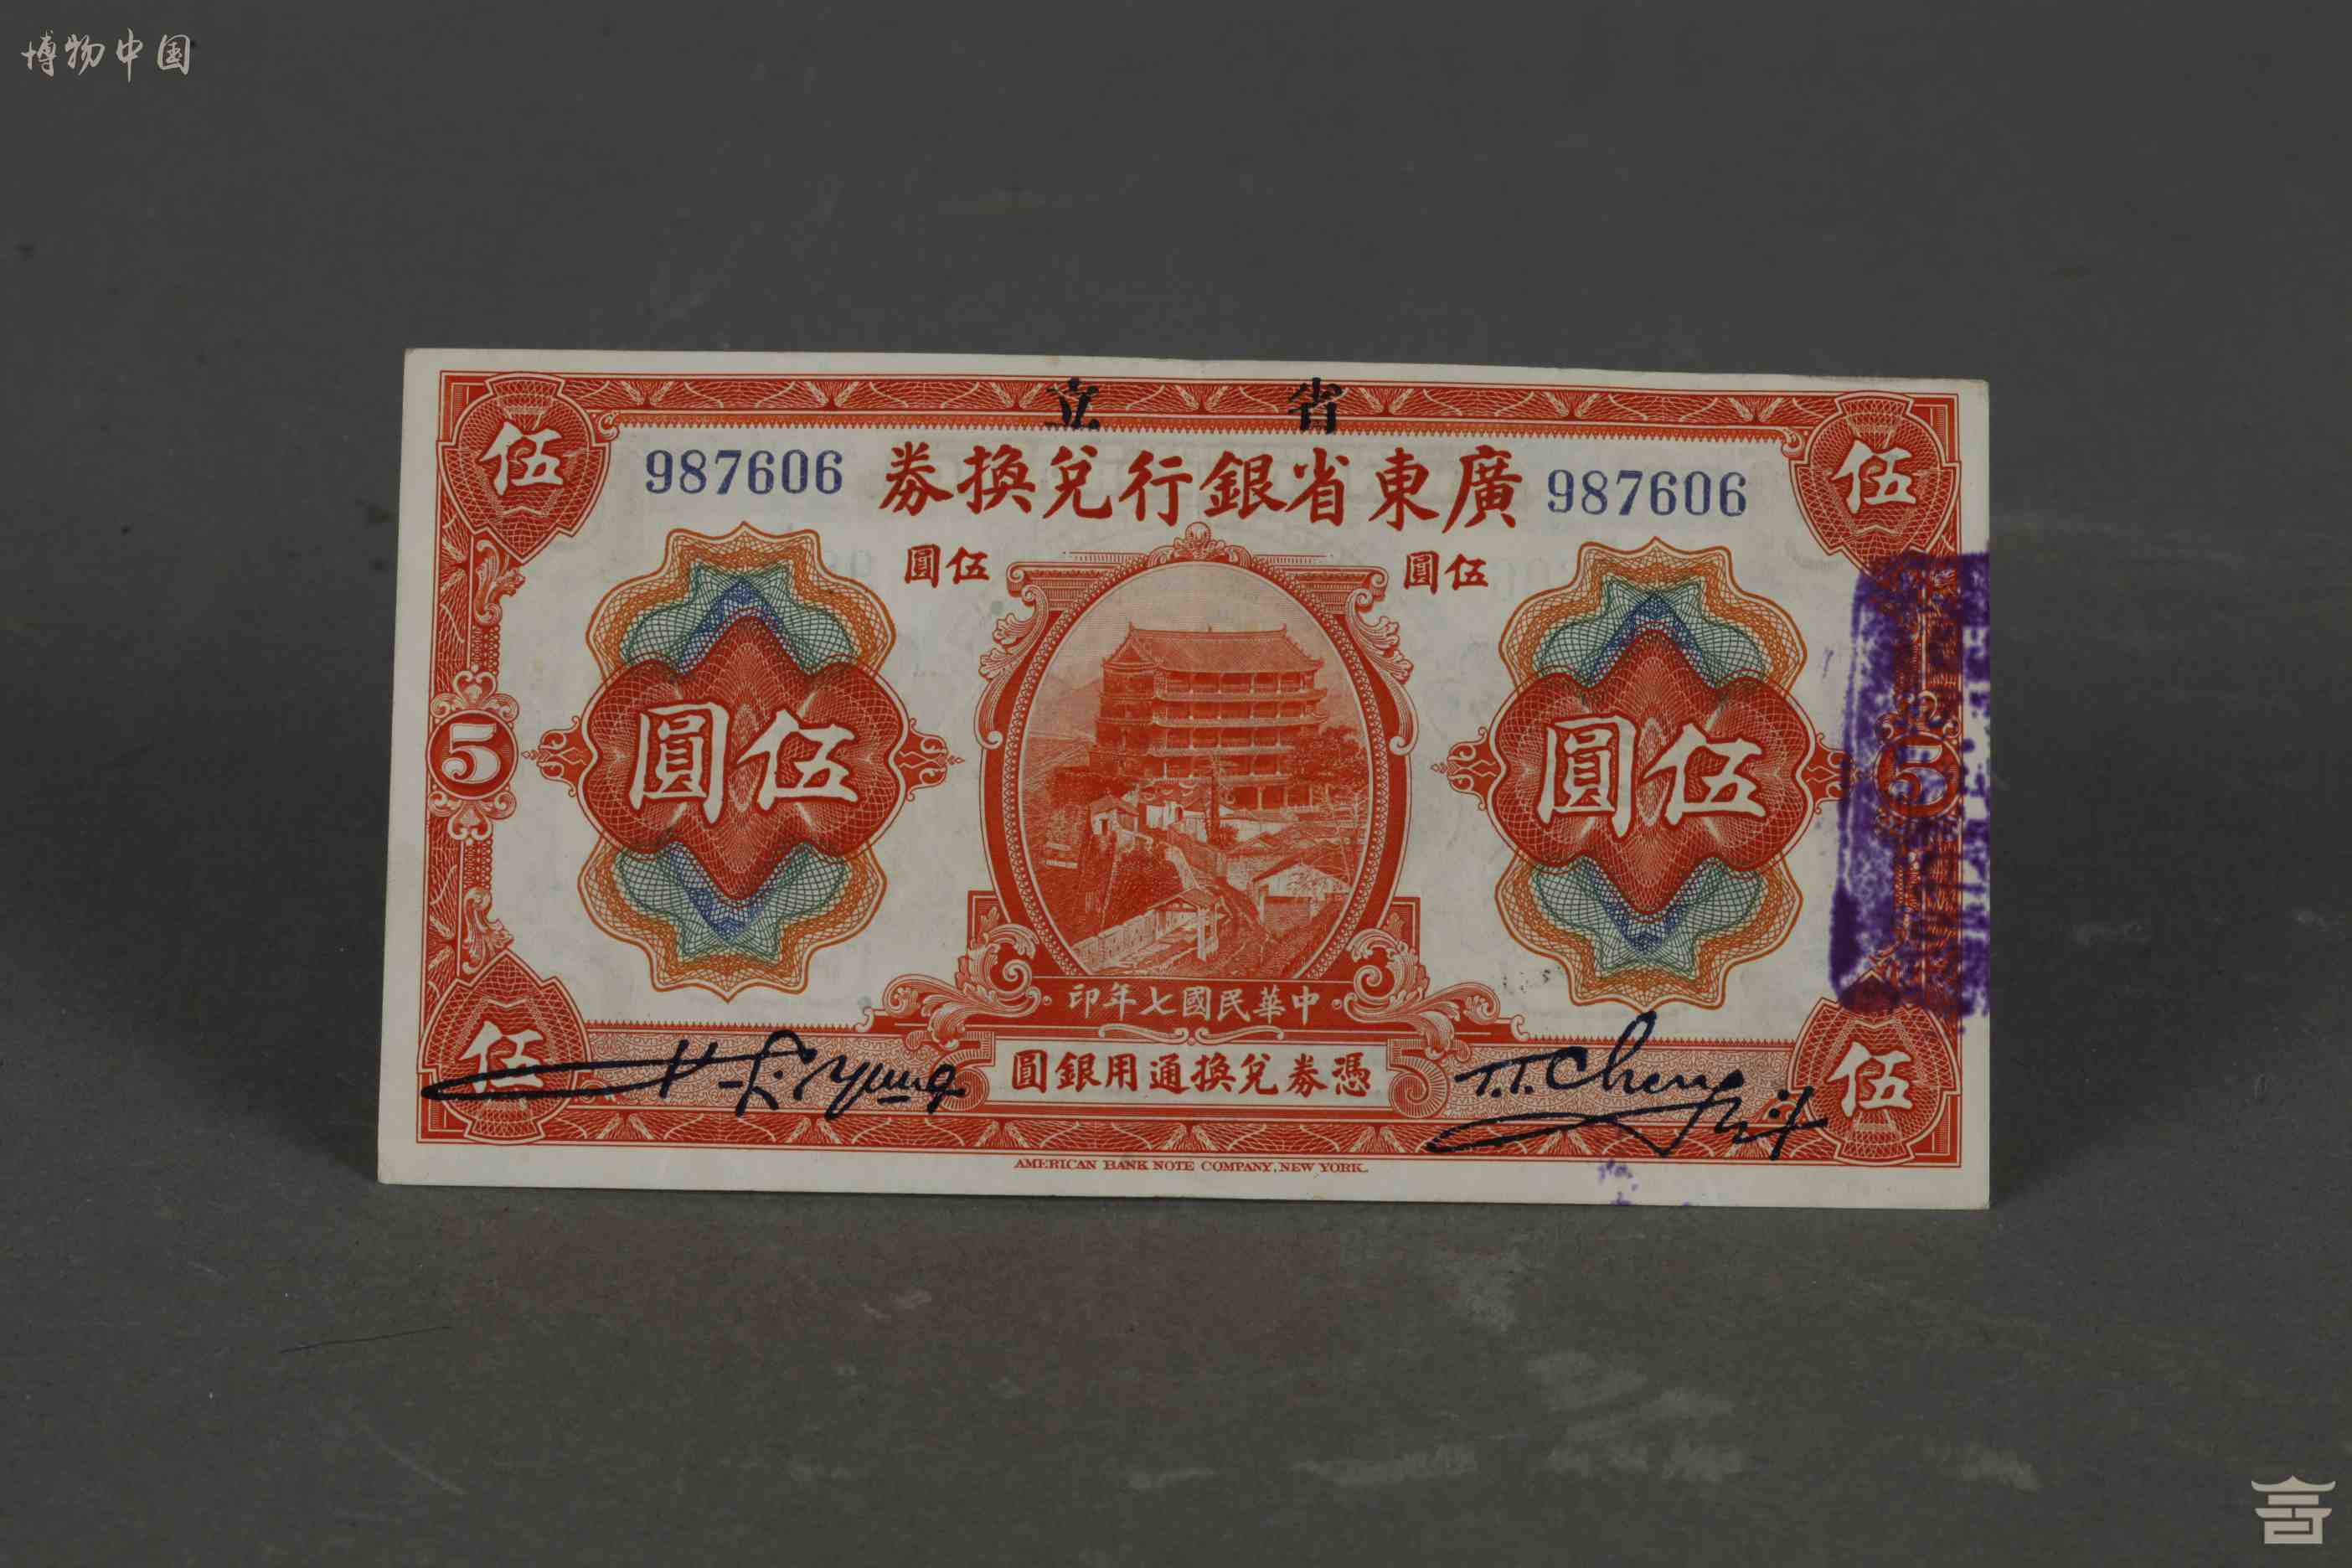 博物中国
省 立
伍
伍
987606
廣東省銀行兌換券
987606
伍圓
伍圓
伍圓
伍圓
5
5
中華民國七年印
伍
伍
憑券兌換通用銀圓
5
5
T.T. Cheng
AMERICAN BANK NOTE COMPANY, NEW YORK.